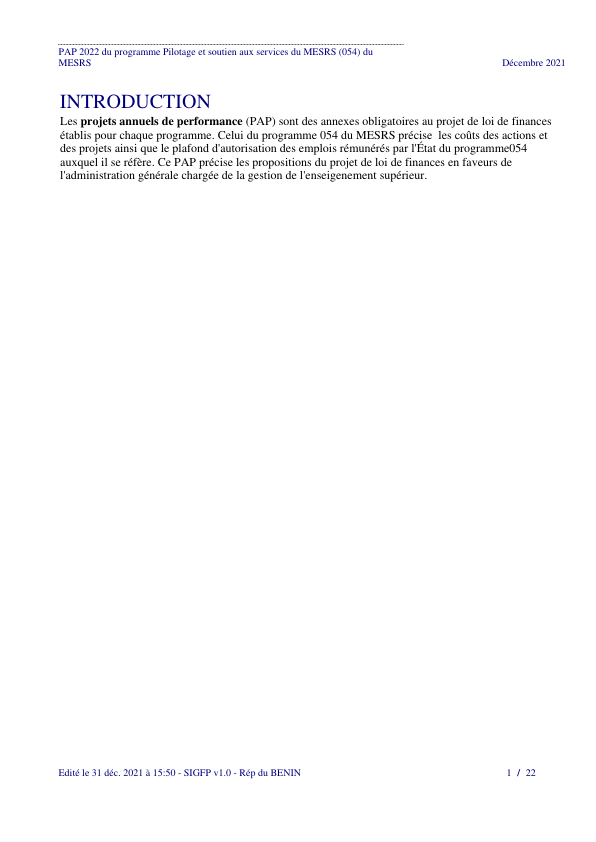 PAP 2022 du programme Pilotage et soutien aux services du MESRS (054) du
MESRS Décembre 2021
INTRODUCTION
Les projets annuels de performance (PAP) sont des annexes obligatoires au projet de loi de finances
établis pour chaque programme. Celui du programme 054 du MESRS précise  les coûts des actions et
des projets ainsi que le plafond d'autorisation des emplois rémunérés par l'État du programme054
auxquel il se réfère. Ce PAP précise les propositions du projet de loi de finances en faveurs de
l'administration générale chargée de la gestion de l'enseigenement supérieur.
Edité le 31 déc. 2021 à 15:50 - SIGFP v1.0 - Rép du BENIN 1 / 22